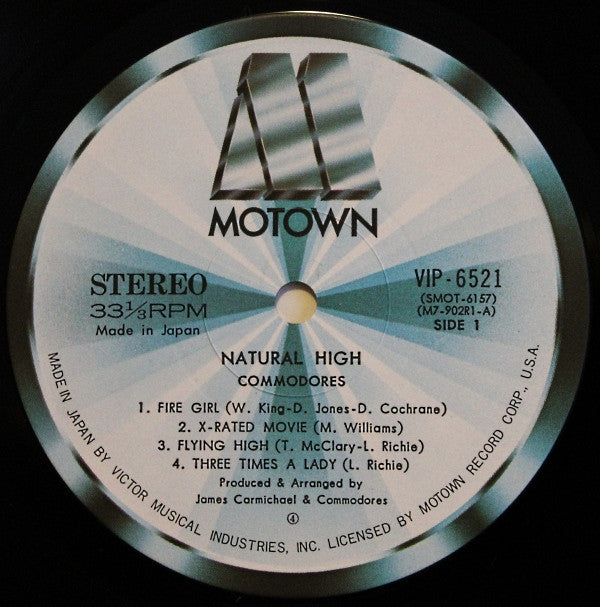 MOTOWN
STEREO
33⅓RPM
Made in Japan
VIP-6521
(SMOT-6157)
(M7-902R1-A)
SIDE 1
NATURAL HIGH
COMMODORES
1. FIRE GIRL (W. King-D. Jones-D. Cochrane)
2. X-RATED MOVIE (M. Williams)
3. FLYING HIGH (T. McClary-L. Richie)
4. THREE TIMES A LADY (L. Richie)
Produced & Arranged by
James Carmichael & Commodores
④
MADE IN JAPAN BY VICTOR MUSICAL INDUSTRIES, INC. LICENSED BY MOTOWN RECORD CORP., U.S.A.